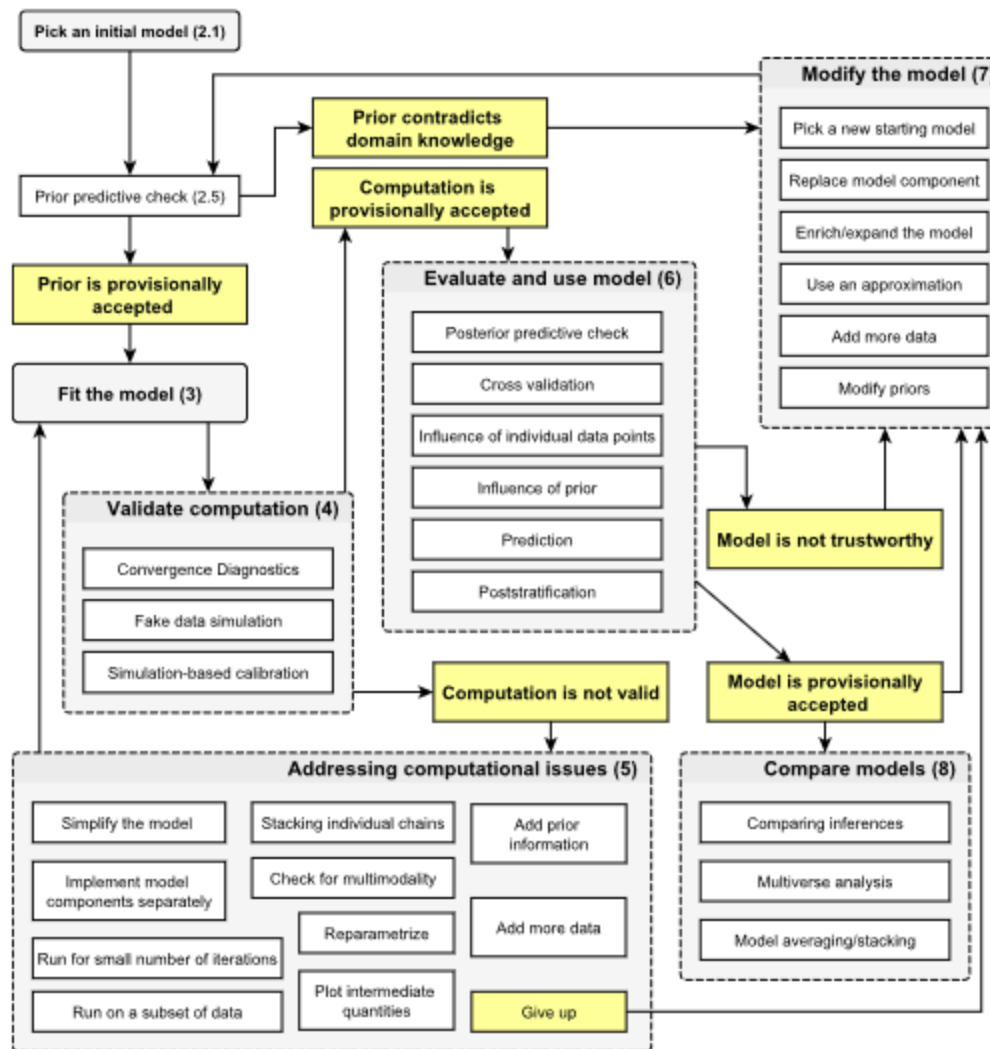 Pick an initial model (2.1)
Modify the model (7)
Prior contradicts
domain knowledge
Pick a new starting model
Prior predictive check (2.5)
Computation is
provisionally accepted
Replace model component
Enrich/expand the model
Prior is provisionally
accepted
Evaluate and use model (6)
Use an approximation
Posterior predictive check
Add more data
Fit the model (3)
Cross validation
Modify priors
Influence of individual data points
Validate computation (4)
Influence of prior
Convergence Diagnostics
Prediction
Model is not trustworthy
Fake data simulation
Poststratification
Simulation-based calibration
Computation is not valid
Model is provisionally
accepted
Addressing computational issues (5)
Simplify the model
Stacking individual chains
Add prior
information
Implement model
components separately
Check for multimodality
Reparametrize
Add more data
Run for small number of iterations
Run on a subset of data
Plot intermediate
quantities
Give up
Compare models (8)
Comparing inferences
Multiverse analysis
Model averaging/stacking